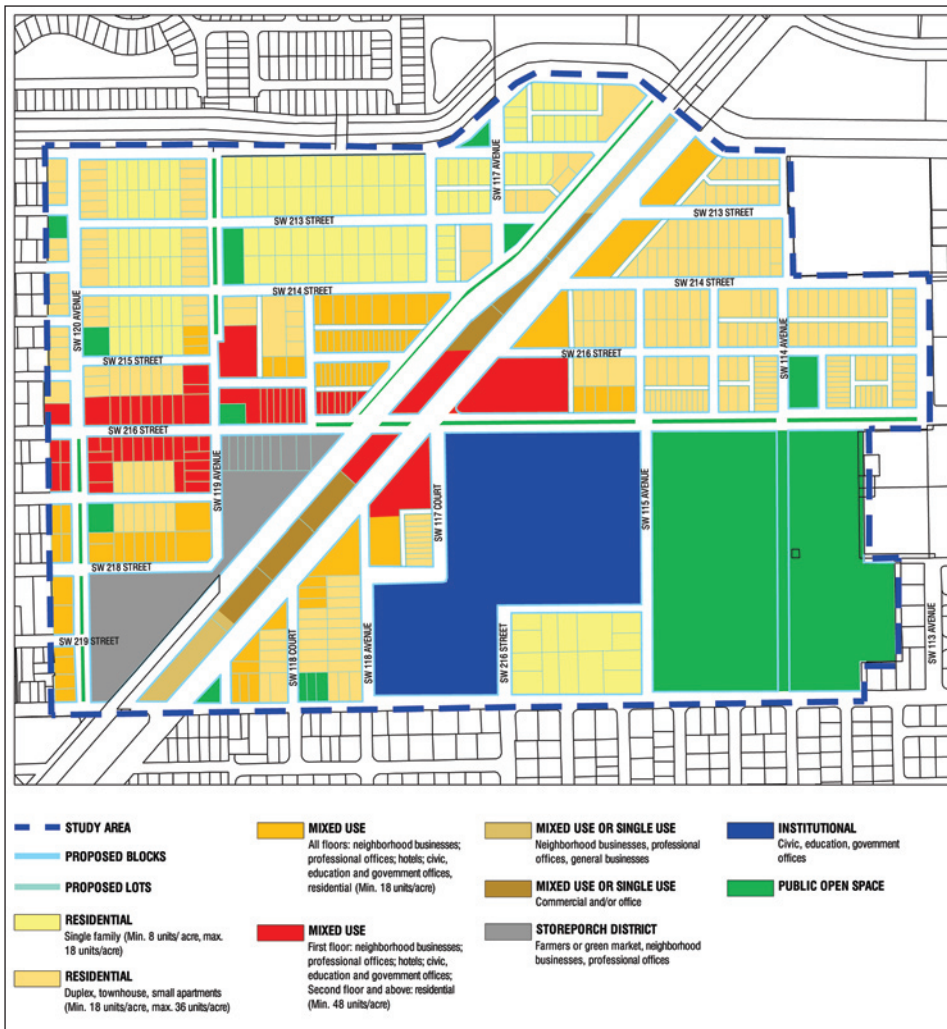 SW 117 AVENUE
SW 213 STREET
SW 213 STREET
SW 214 STREET
SW 214 STREET
SW 120 AVENUE
SW 215 STREET
SW 216 STREET
SW 114 AVENUE
SW 216 STREET
SW 119 AVENUE
SW 117 COURT
SW 115 AVENUE
SW 218 STREET
SW 219 STREET
SW 118 COURT
SW 118 AVENUE
SW 216 STREET
SW 113 AVENUE
STUDY AREA
PROPOSED BLOCKS
PROPOSED LOTS
RESIDENTIAL
Single family (Min. 8 units/ acre, max.
18 units/acre)
RESIDENTIAL
Duplex, townhouse, small apartments
(Min. 18 units/acre, max. 36 units/acre)
MIXED USE
All floors: neighborhood businesses;
professional offices; hotels; civic,
education and government offices,
residential (Min. 18 units/acre)
MIXED USE
First floor: neighborhood businesses;
professional offices; hotels; civic,
education and government offices;
Second floor and above: residential
(Min. 48 units/acre)
MIXED USE OR SINGLE USE
Neighborhood businesses, professional
offices, general businesses
MIXED USE OR SINGLE USE
Commercial and/or office
STOREPORCH DISTRICT
Farmers or green market, neighborhood
businesses, professional offices
INSTITUTIONAL
Civic, education, government
offices
PUBLIC OPEN SPACE